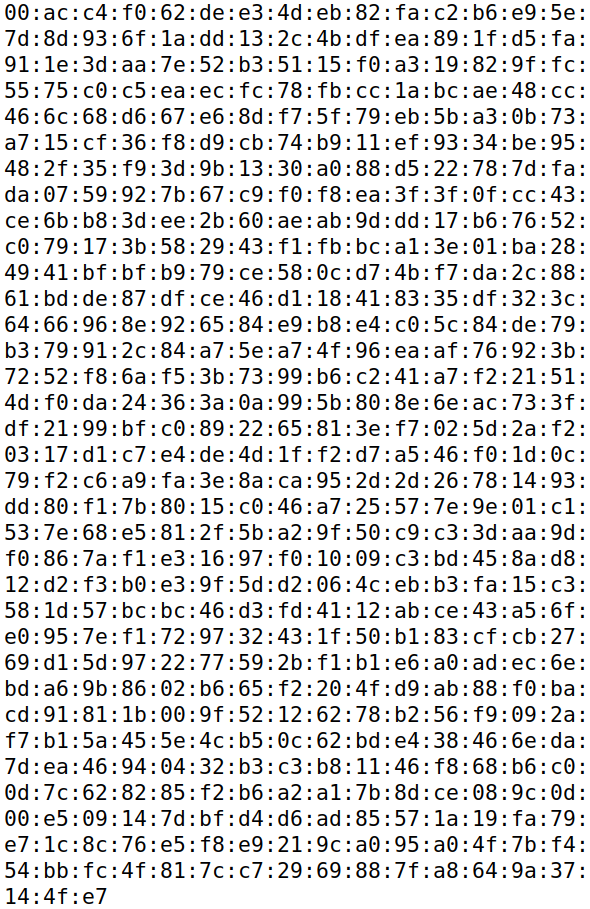 00:ac:c4:f0:62:de:e3:4d:eb:82:fa:c2:b6:e9:5e:
7d:8d:93:6f:1a:dd:13:2c:4b:df:ea:89:1f:d5:fa:
91:1e:3d:aa:7e:52:b3:51:15:f0:a3:19:82:9f:fc:
55:75:c0:c5:ea:ec:fc:78:fb:cc:1a:bc:ae:48:cc:
46:6c:68:d6:67:e6:8d:f7:5f:79:eb:5b:a3:0b:73:
a7:15:cf:36:f8:d9:cb:74:b9:11:ef:93:34:be:95:
48:2f:35:f9:3d:9b:13:30:a0:88:d5:22:78:7d:fa:
da:07:59:92:7b:67:c9:f0:f8:ea:3f:3f:0f:cc:43:
ce:6b:b8:3d:ee:2b:60:ae:ab:9d:dd:17:b6:76:52:
c0:79:17:3b:58:29:43:f1:fb:bc:a1:3e:01:ba:28:
49:41:bf:bf:b9:79:ce:58:0c:d7:4b:f7:da:2c:88:
61:bd:de:87:df:ce:46:d1:18:41:83:35:df:32:3c:
64:66:96:8e:92:65:84:e9:b8:e4:c0:5c:84:de:79:
b3:79:91:2c:84:a7:5e:a7:4f:96:ea:af:76:92:3b:
72:52:f8:6a:f5:3b:73:99:b6:c2:41:a7:f2:21:51:
4d:f0:da:24:36:3a:0a:99:5b:80:8e:6e:ac:73:3f:
df:21:99:bf:c0:89:22:65:81:3e:f7:02:5d:2a:f2:
03:17:d1:c7:e4:de:4d:1f:f2:d7:a5:46:f0:1d:0c:
79:f2:c6:a9:fa:3e:8a:ca:95:2d:2d:26:78:14:93:
dd:80:f1:7b:80:15:c0:46:a7:25:57:7e:9e:01:c1:
53:7e:68:e5:81:2f:5b:a2:9f:50:c9:c3:3d:aa:9d:
f0:86:7a:f1:e3:16:97:f0:10:09:c3:bd:45:8a:d8:
12:d2:f3:b0:e3:9f:5d:d2:06:4c:eb:b3:fa:15:c3:
58:1d:57:bc:bc:46:d3:fd:41:12:ab:ce:43:a5:6f:
e0:95:7e:f1:72:97:32:43:1f:50:b1:83:cf:cb:27:
69:d1:5d:97:22:77:59:2b:f1:b1:e6:a0:ad:ec:6e:
bd:a6:9b:86:02:b6:65:f2:20:4f:d9:ab:88:f0:ba:
cd:91:81:1b:00:9f:52:12:62:78:b2:56:f9:09:2a:
f7:b1:5a:45:5e:4c:b5:0c:62:bd:e4:38:46:6e:da:
7d:ea:46:94:04:32:b3:c3:b8:11:46:f8:68:b6:c0:
0d:7c:62:82:85:f2:b6:a2:a1:7b:8d:ce:08:9c:0d:
00:e5:09:14:7d:bf:d4:d6:ad:85:57:1a:19:fa:79:
e7:1c:8c:76:e5:f8:e9:21:9c:a0:95:a0:4f:7b:f4:
54:bb:fc:4f:81:7c:c7:29:69:88:7f:a8:64:9a:37:
14:4f:e7